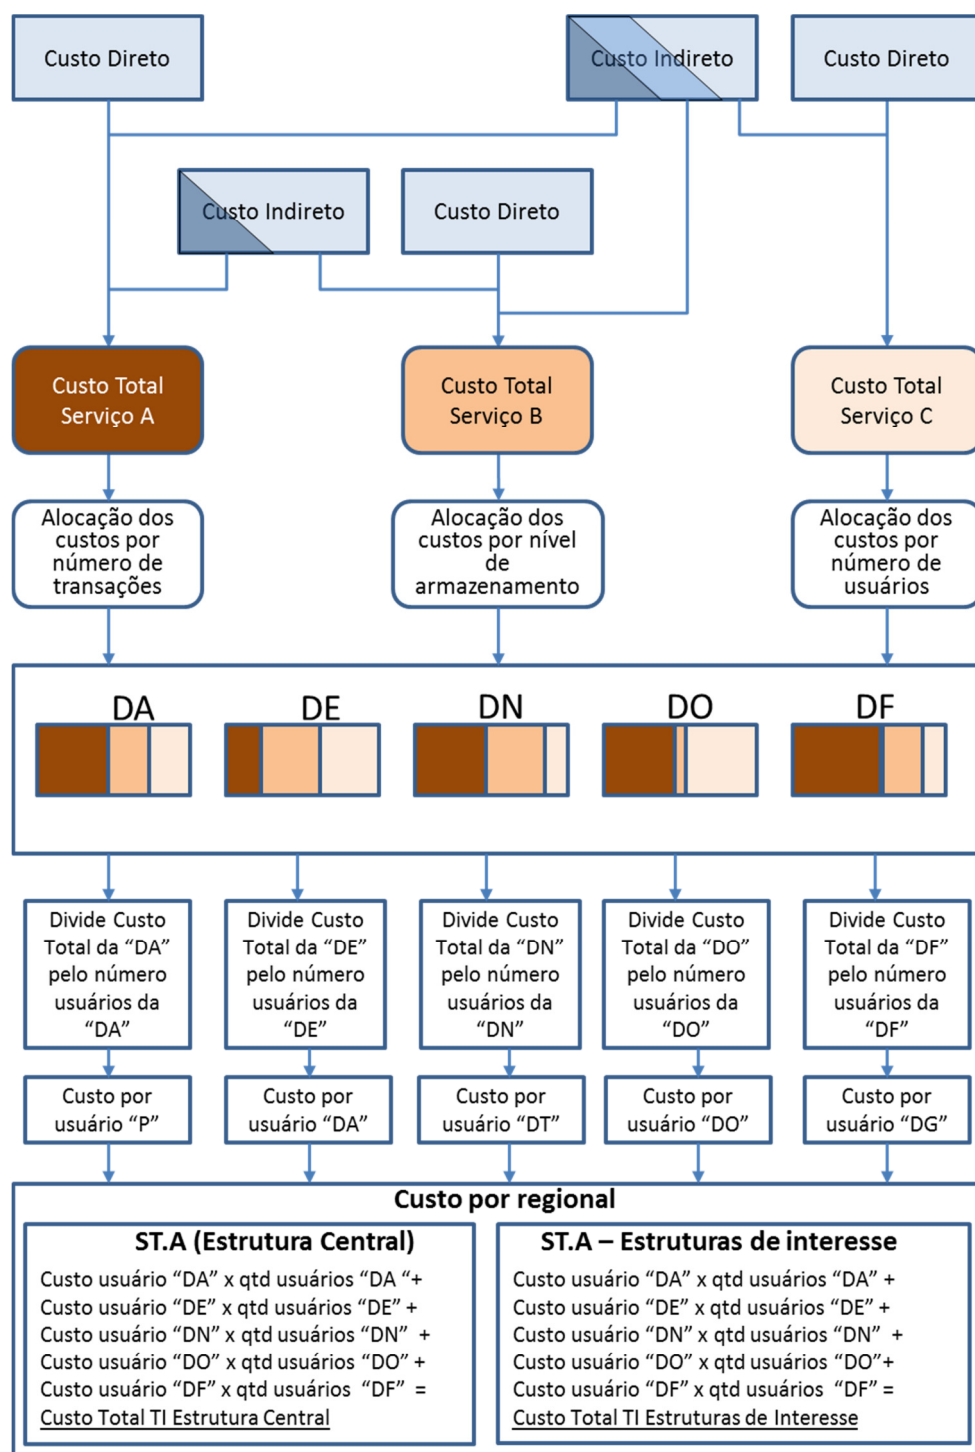 Custo Direto
Custo Indireto
Custo Direto
Custo Indireto
Custo Direto
Custo Total
Serviço A
Custo Total
Serviço B
Custo Total
Serviço C
Alocação dos
custos por
número de
transações
Alocação dos
custos por nível
de
armazenamento
Alocação dos
custos por
número de
usuários
DA
DE
DN
DO
DF
Divide Custo
Total da “DA”
pelo número
usuários da
“DA”
Divide Custo
Total da “DE”
pelo número
usuários da
“DE”
Divide Custo
Total da “DN”
pelo número
usuários da
“DN”
Divide Custo
Total da “DO”
pelo número
usuários da
“DO”
Divide Custo
Total da “DF”
pelo número
usuários da
“DF”
Custo por
usuário “P”
Custo por
usuário “DA”
Custo por
usuário “DT”
Custo por
usuário “DO”
Custo por
usuário “DG”
Custo por regional
ST.A (Estrutura Central)
Custo usuário “DA” x qtd usuários “DA “+
Custo usuário “DE” x qtd usuários “DE” +
Custo usuário “DN” x qtd usuários “DN” +
Custo usuário “DO” x qtd usuários “DO” +
Custo usuário “DF” x qtd usuários “DF” =
Custo Total TI Estrutura Central
ST.A – Estruturas de interesse
Custo usuário “DA” x qtd usuários “DA” +
Custo usuário “DE” x qtd usuários “DE” +
Custo usuário “DN” x qtd usuários “DN” +
Custo usuário “DO” x qtd usuários “DO”+
Custo usuário “DF” x qtd usuários “DF” =
Custo Total TI Estruturas de Interesse